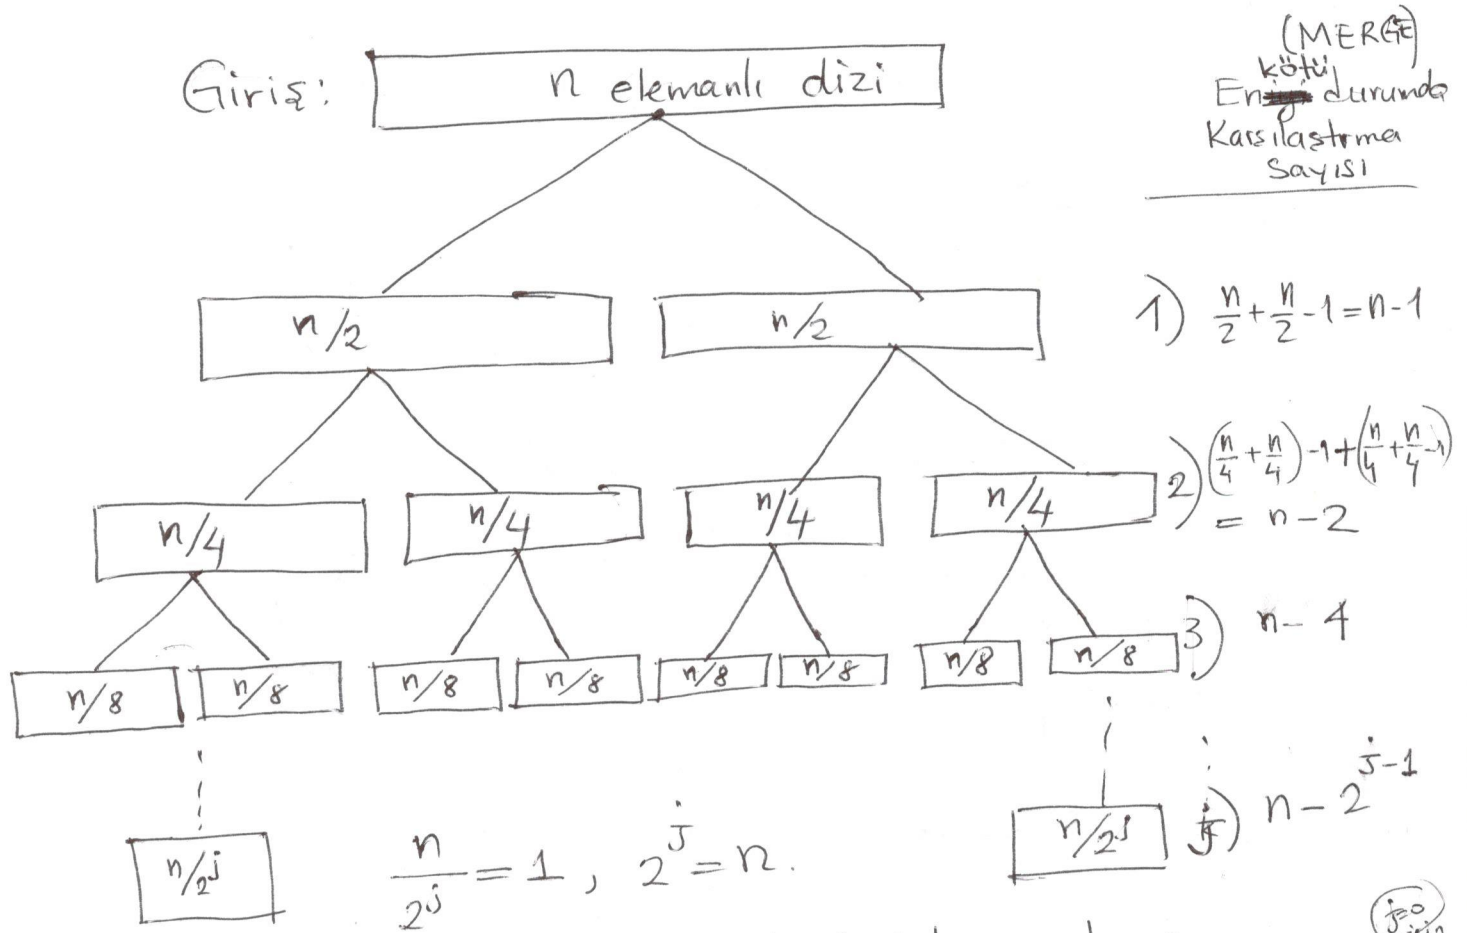 (MERGE)
En kötü durumda
Karşılaştırma
Sayısı
Giriş: n elemanlı dizi
n/2 n/2 1) n/2 + n/2 - 1 = n-1
n/4 n/4 n/4 n/4 2) (n/4 + n/4) - 1 + (n/4 + n/4 - 1)
= n - 2
n/8 n/8 n/8 n/8 n/8 n/8 n/8 n/8 3) n - 4
n/2^j n/2^j j) n - 2^(j-1)
n/2^j = 1, 2^j = n.
j=0